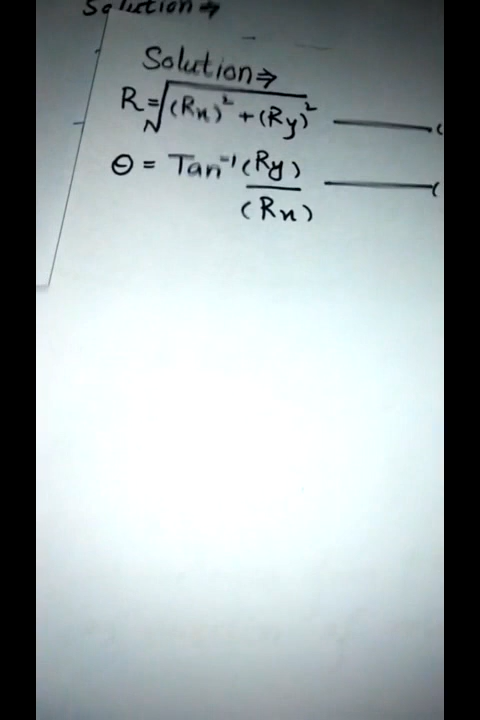 Solution ⇒
Solution ⇒
R = √(Rx)² + (Ry)² ——— (
θ = Tan⁻¹ (Ry) ——— (
(Rx)